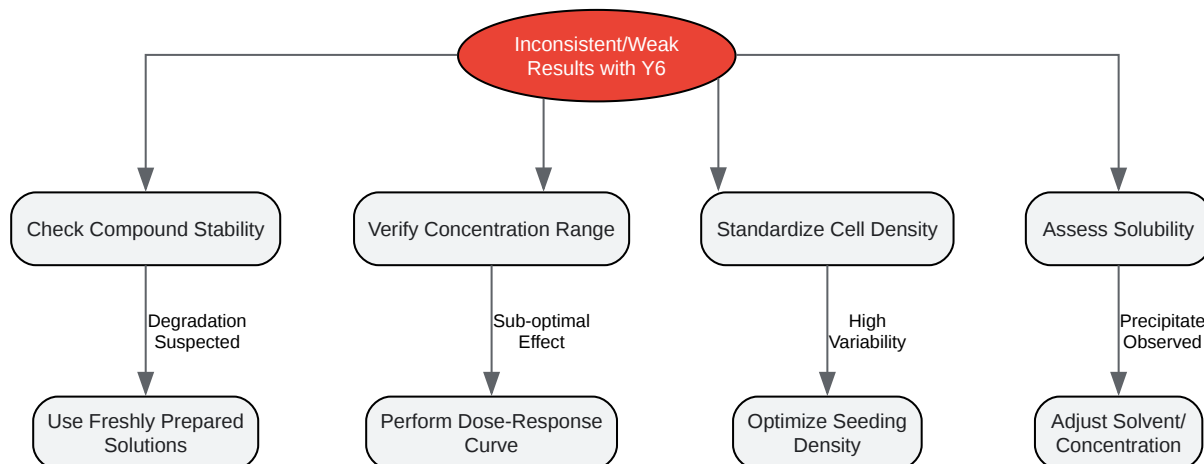 Inconsistent/Weak
Results with Y6
Check Compound Stability
Verify Concentration Range
Standardize Cell Density
Assess Solubility
Degradation
Suspected
Sub-optimal
Effect
High
Variability
Precipitate
Observed
Use Freshly Prepared
Solutions
Perform Dose-Response
Curve
Optimize Seeding
Density
Adjust Solvent/
Concentration